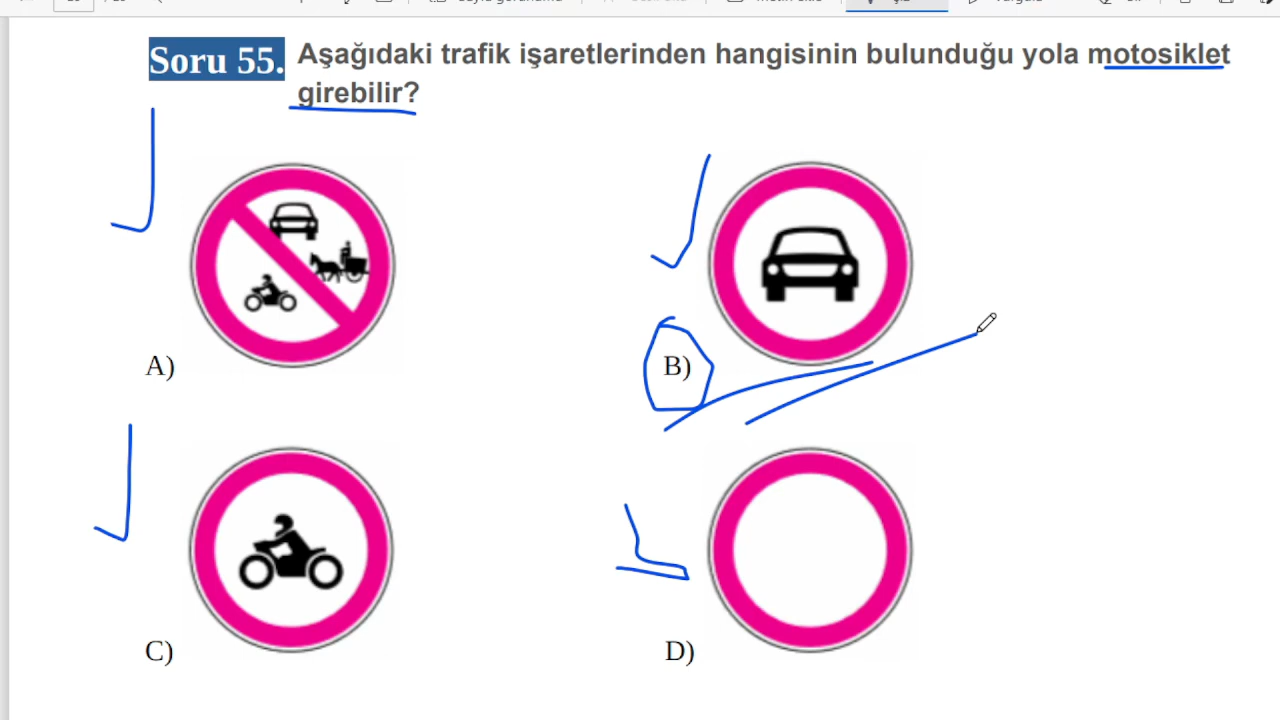 Soru 55. Aşağıdaki trafik işaretlerinden hangisinin bulunduğu yola motosiklet
girebilir?
A)
B)
C)
D)